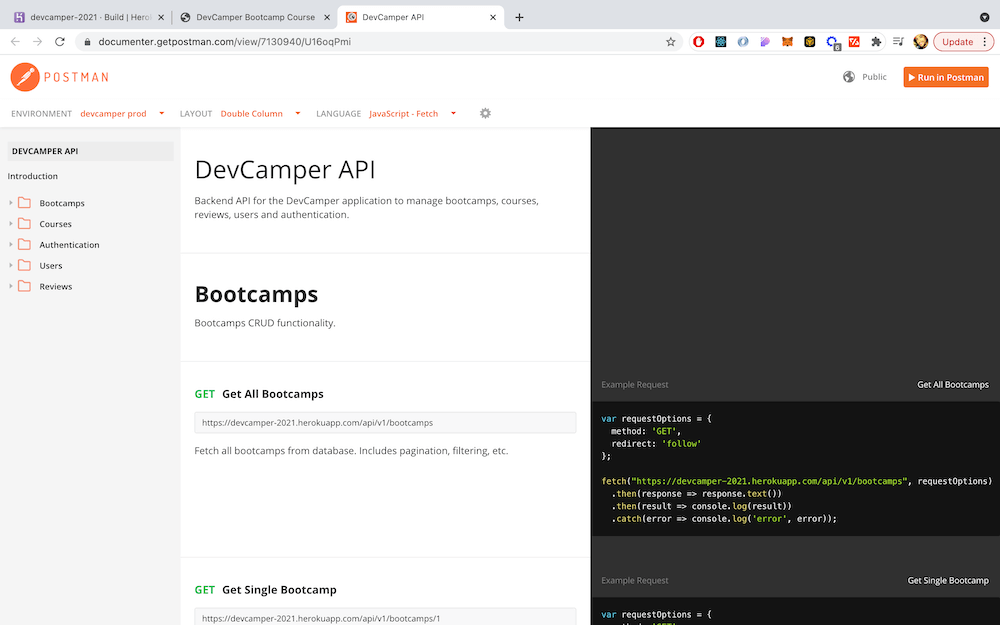 devcamper-2021 · Build | Hero
DevCamper Bootcamp Course
DevCamper API
documenter.getpostman.com/view/7130940/U16oqPmi
6
Update
POSTMAN
Public
Run in Postman
ENVIRONMENT devcamper prod LAYOUT Double Column LANGUAGE JavaScript - Fetch
DEVCAMPER API
Introduction
Bootcamps
Courses
Authentication
Users
Reviews
DevCamper API
Backend API for the DevCamper application to manage bootcamps, courses,
reviews, users and authentication.
Bootcamps
Bootcamps CRUD functionality.
GET Get All Bootcamps
https://devcamper-2021.herokuapp.com/api/v1/bootcamps
Fetch all bootcamps from database. Includes pagination, filtering, etc.
Example Request Get All Bootcamps
var requestOptions = {
  method: 'GET',
  redirect: 'follow'
};
fetch("https://devcamper-2021.herokuapp.com/api/v1/bootcamps", requestOptions)
  .then(response => response.text())
  .then(result => console.log(result))
  .catch(error => console.log('error', error));
GET Get Single Bootcamp
https://devcamper-2021.herokuapp.com/api/v1/bootcamps/1
Example Request Get Single Bootcamp
var requestOptions = {